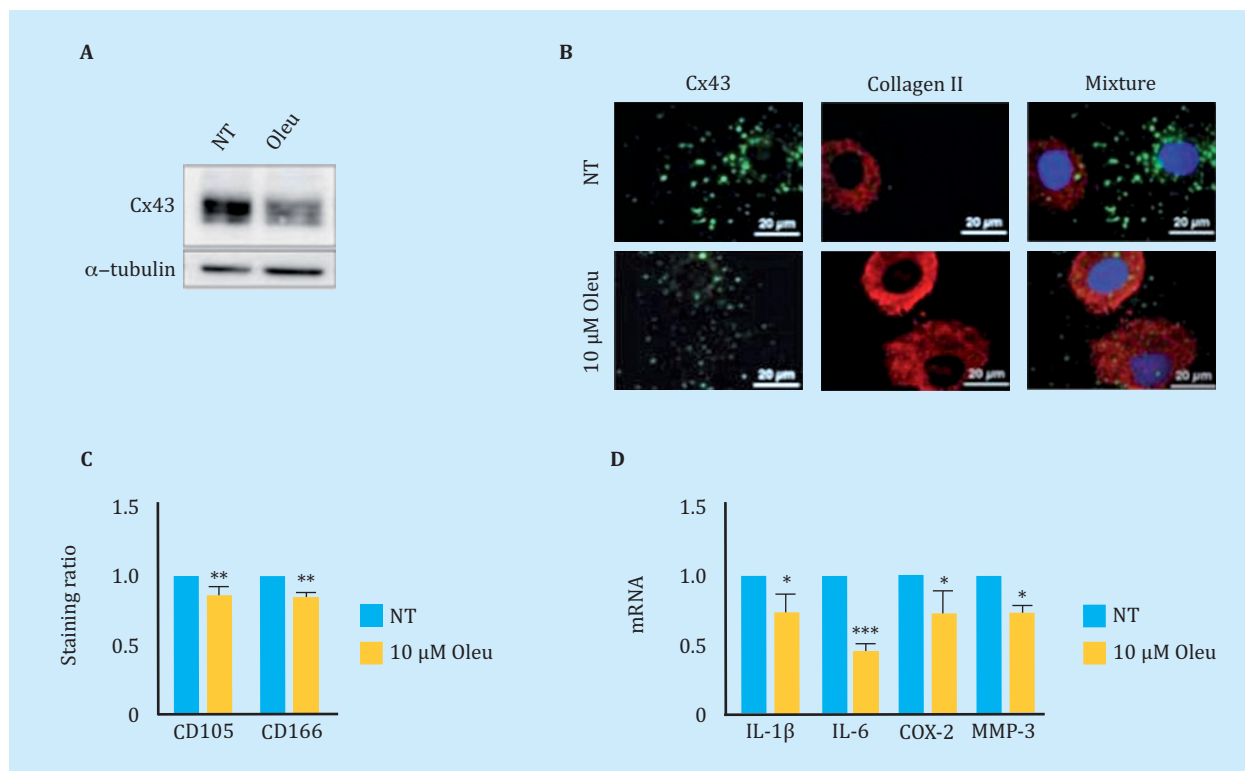 A
NT
Oleu
Cx43
α–tubulin
B
Cx43
Collagen II
Mixture
NT
20 µm
20 µm
20 µm
10 µM Oleu
20 µm
20 µm
20 µm
C
Staining ratio
1.5
1.0
0.5
0
**
**
CD105
CD166
NT
10 µM Oleu
D
mRNA
1.5
1.0
0.5
0
*
***
*
*
IL-1β
IL-6
COX-2
MMP-3
NT
10 µM Oleu